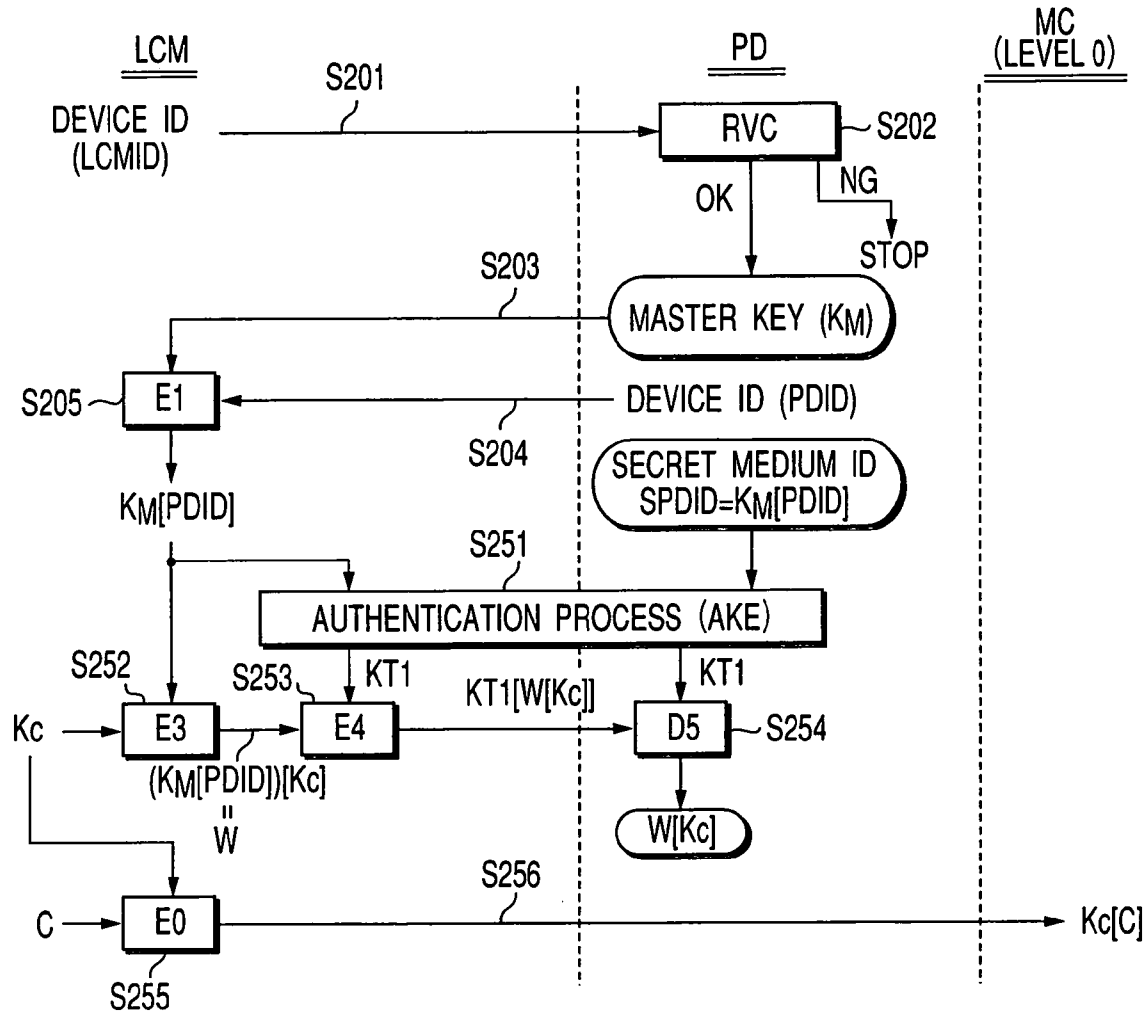 LCM
PD
MC
(LEVEL 0)
S201
DEVICE ID
(LCMID)
RVC
S202
OK
NG
STOP
S203
MASTER KEY (KM)
S205
E1
DEVICE ID (PDID)
S204
SECRET MEDIUM ID
SPDID=KM[PDID]
KM[PDID]
S251
AUTHENTICATION PROCESS (AKE)
S252
S253
KT1
KT1
KT1[W[Kc]]
Kc
E3
E4
D5
S254
(KM[PDID])[Kc]
=
W
W[Kc]
S256
C
E0
Kc[C]
S255